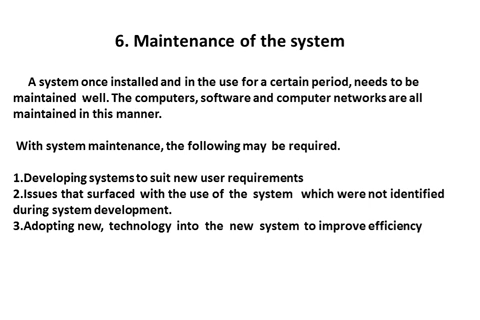 6. Maintenance of the system
A system once installed and in the use for a certain period, needs to be
maintained well. The computers, software and computer networks are all
maintained in this manner.
With system maintenance, the following may be required.
1.Developing systems to suit new user requirements
2.Issues that surfaced with the use of the system which were not identified
during system development.
3.Adopting new, technology into the new system to improve efficiency